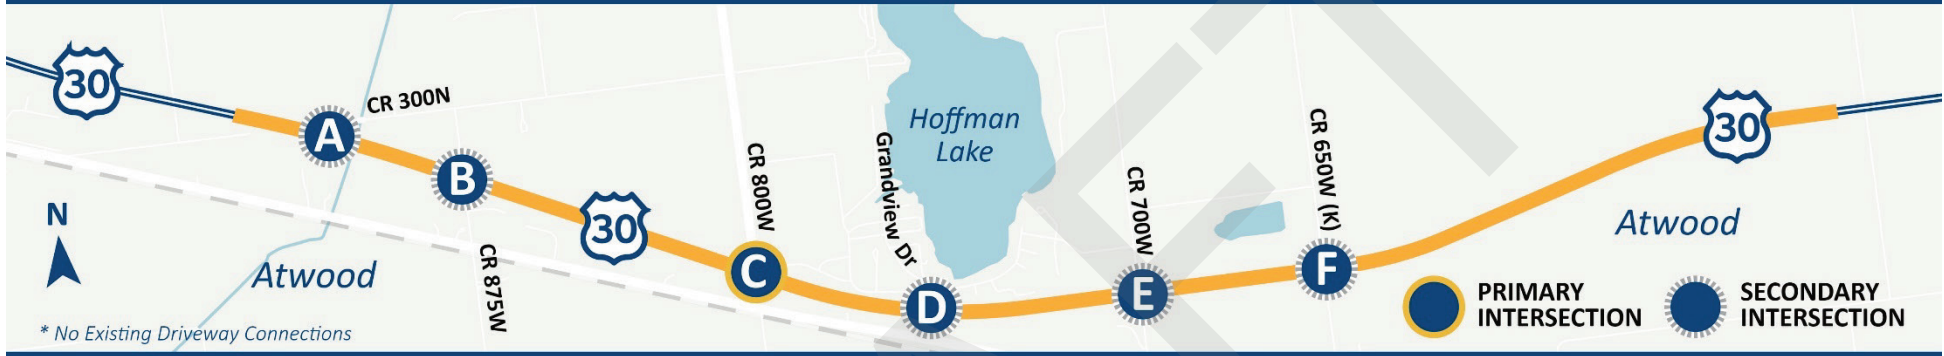 30
A
CR 300N
B
CR 875W
30
CR 800W
C
Grandview Dr
D
Hoffman
Lake
CR 700W
E
CR 650W (K)
F
30
Atwood
N
Atwood
* No Existing Driveway Connections
PRIMARY
INTERSECTION
SECONDARY
INTERSECTION